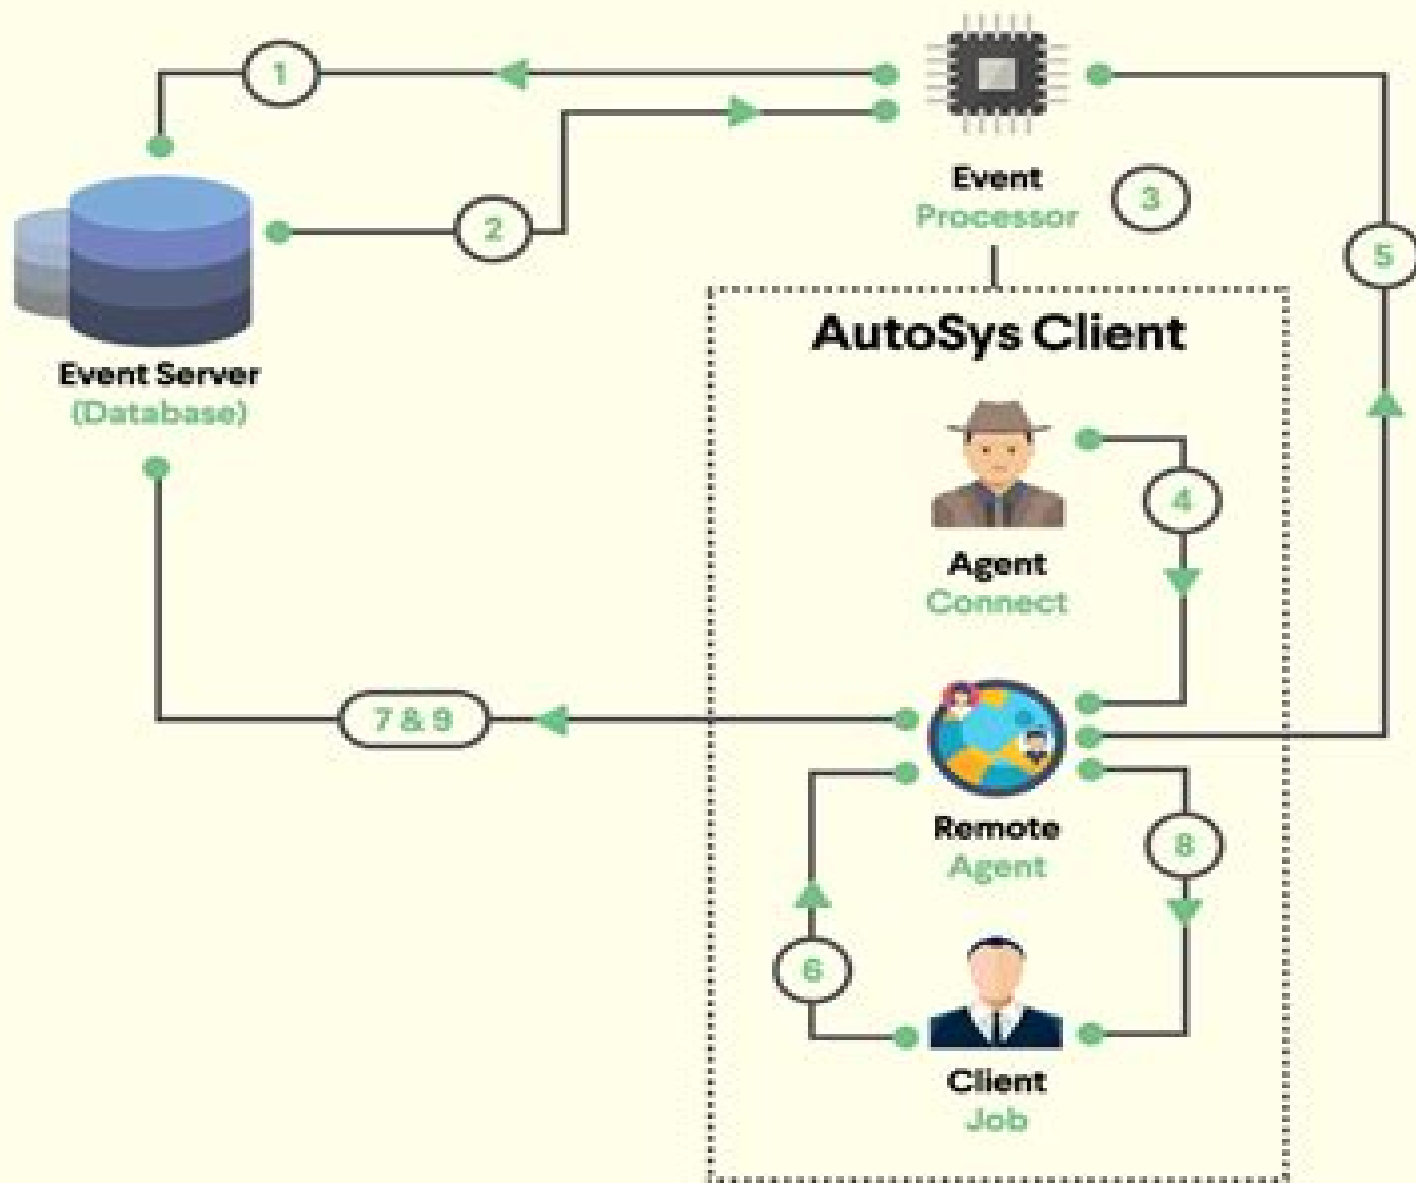 1
Event
Processor
3
2
5
Event Server
(Database)
AutoSys Client
4
Agent
Connect
7 & 9
Remote
Agent
8
6
Client
Job